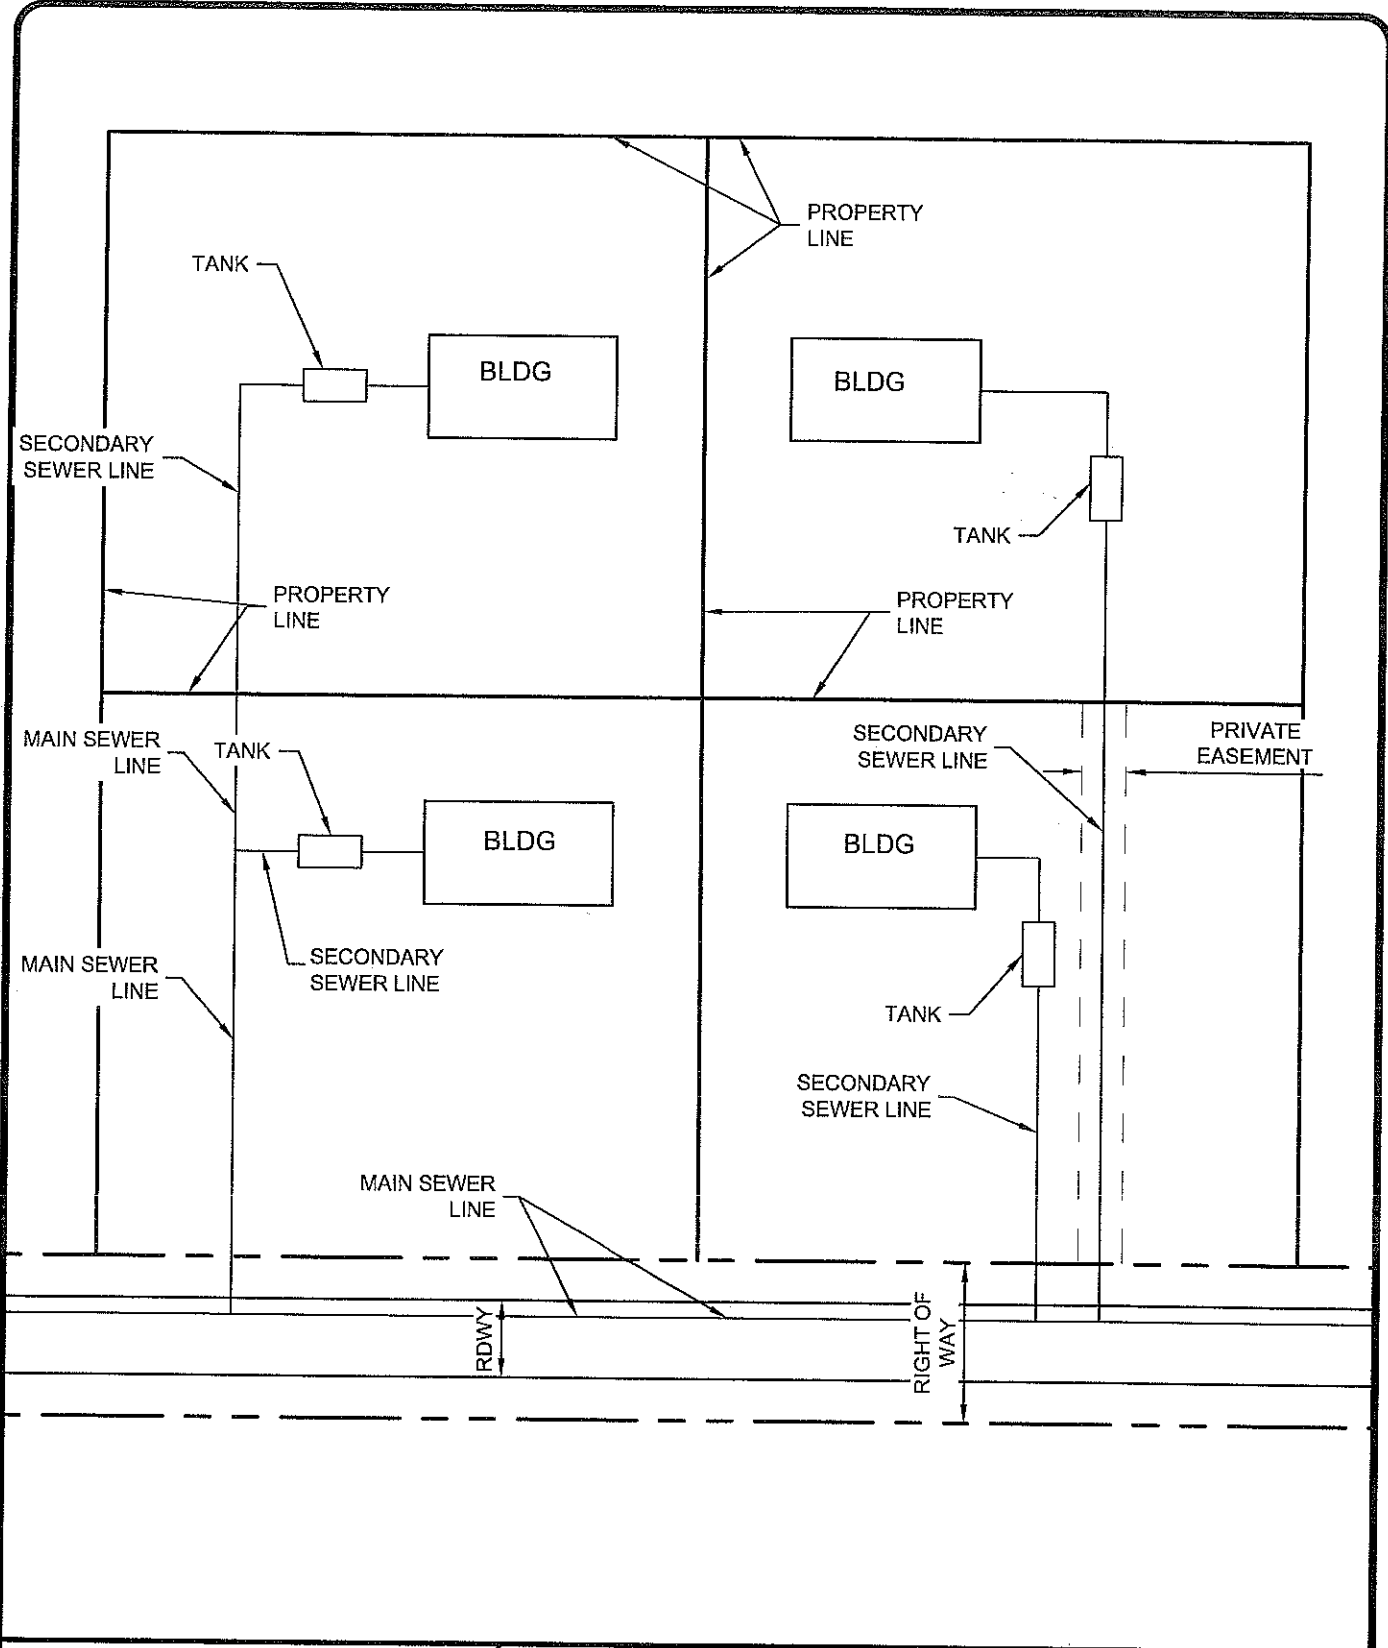 PROPERTY
LINE
TANK
BLDG
BLDG
SECONDARY
SEWER LINE
TANK
PROPERTY
LINE
PROPERTY
LINE
MAIN SEWER
LINE
TANK
SECONDARY
SEWER LINE
PRIVATE
EASEMENT
BLDG
BLDG
SECONDARY
SEWER LINE
MAIN SEWER
LINE
TANK
SECONDARY
SEWER LINE
MAIN SEWER
LINE
RDWY
RIGHT OF
WAY